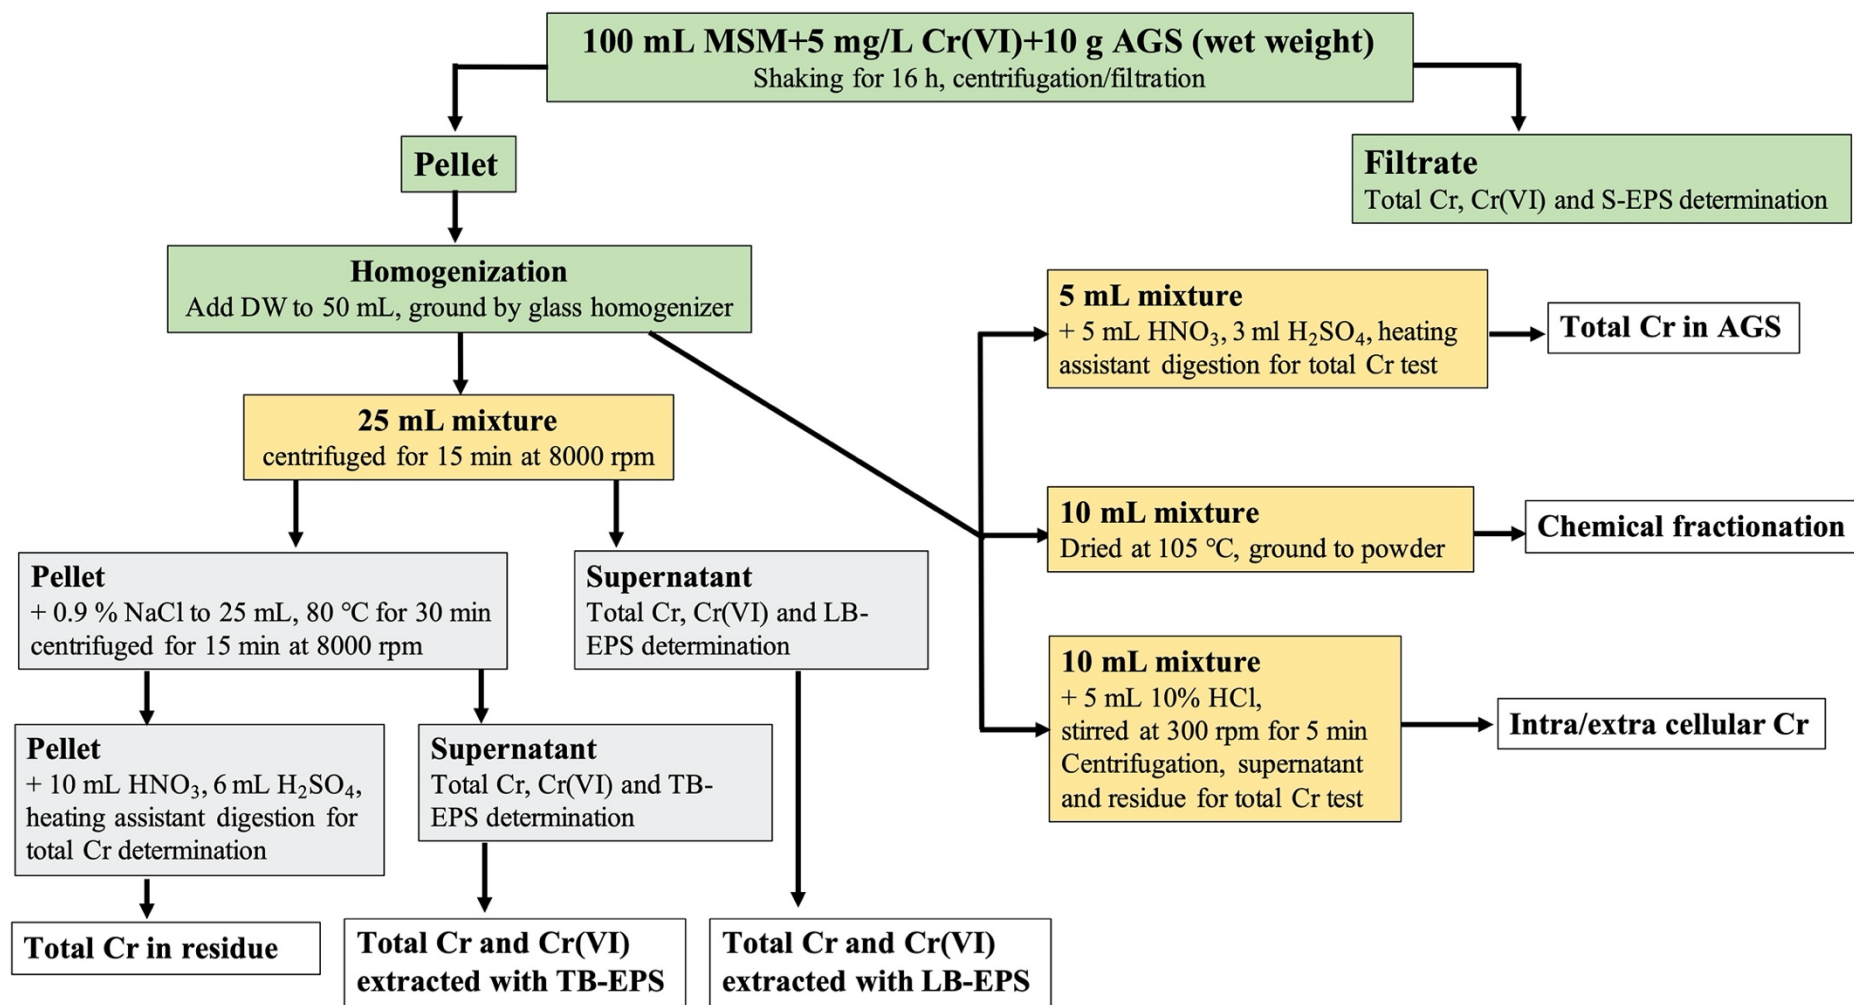 100 mL MSM+5 mg/L Cr(VI)+10 g AGS (wet weight)
Shaking for 16 h, centrifugation/filtration
Pellet
Filtrate
Total Cr, Cr(VI) and S-EPS determination
Homogenization
Add DW to 50 mL, ground by glass homogenizer
5 mL mixture
+ 5 mL HNO₃, 3 ml H₂SO₄, heating
assistant digestion for total Cr test
Total Cr in AGS
25 mL mixture
centrifuged for 15 min at 8000 rpm
10 mL mixture
Dried at 105 ℃, ground to powder
Chemical fractionation
Pellet
+ 0.9 % NaCl to 25 mL, 80 ℃ for 30 min
centrifuged for 15 min at 8000 rpm
Supernatant
Total Cr, Cr(VI) and LB-
EPS determination
10 mL mixture
+ 5 mL 10% HCl,
stirred at 300 rpm for 5 min
Centrifugation, supernatant
and residue for total Cr test
Intra/extra cellular Cr
Pellet
+ 10 mL HNO₃, 6 mL H₂SO₄,
heating assistant digestion for
total Cr determination
Supernatant
Total Cr, Cr(VI) and TB-
EPS determination
Total Cr in residue
Total Cr and Cr(VI)
extracted with TB-EPS
Total Cr and Cr(VI)
extracted with LB-EPS